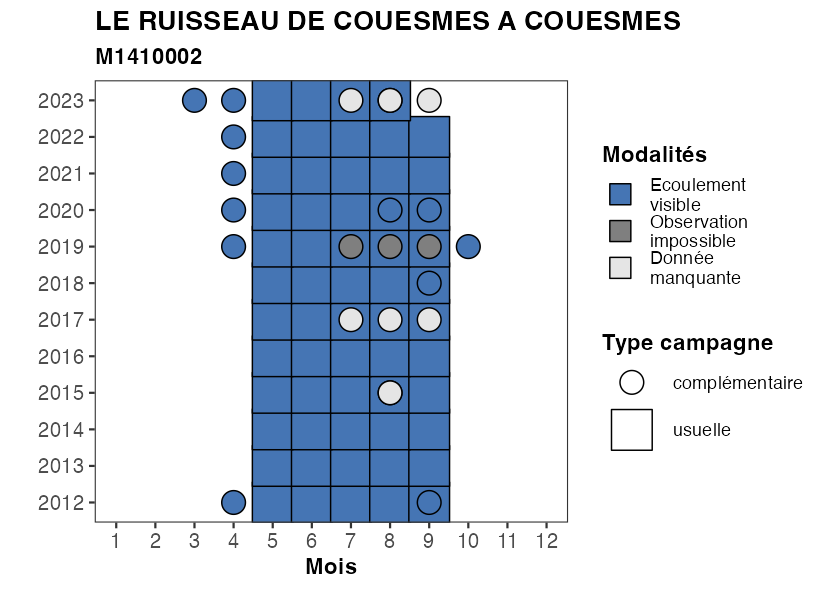 LE RUISSEAU DE COUESMES A COUESMES
M1410002
2023
2022
2021
2020
2019
2018
2017
2016
2015
2014
2013
2012
1 2 3 4 5 6 7 8 9 10 11 12
Mois
Modalités
Ecoulement
visible
Observation
impossible
Donnée
manquante
Type campagne
complémentaire
usuelle